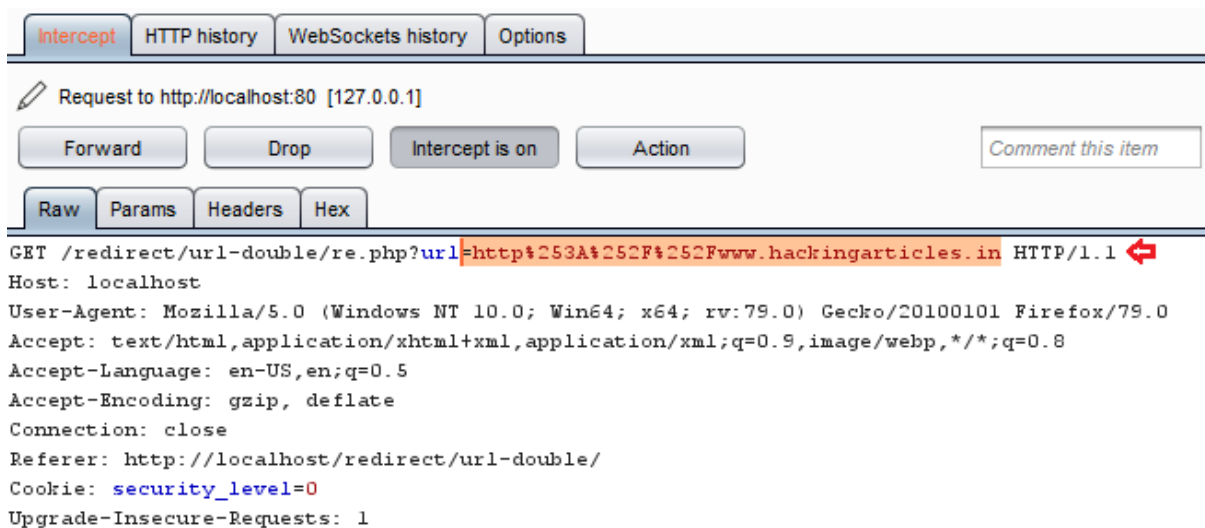 Intercept HTTP history WebSockets history Options
Request to http://localhost:80 [127.0.0.1]
Forward Drop Intercept is on Action Comment this item
Raw Params Headers Hex
GET /redirect/url-double/re.php?url=http%253A%252F%252Fwww.hackingarticles.in HTTP/1.1
Host: localhost
User-Agent: Mozilla/5.0 (Windows NT 10.0; Win64; x64; rv:79.0) Gecko/20100101 Firefox/79.0
Accept: text/html,application/xhtml+xml,application/xml;q=0.9,image/webp,*/*;q=0.8
Accept-Language: en-US,en;q=0.5
Accept-Encoding: gzip, deflate
Connection: close
Referer: http://localhost/redirect/url-double/
Cookie: security_level=0
Upgrade-Insecure-Requests: 1